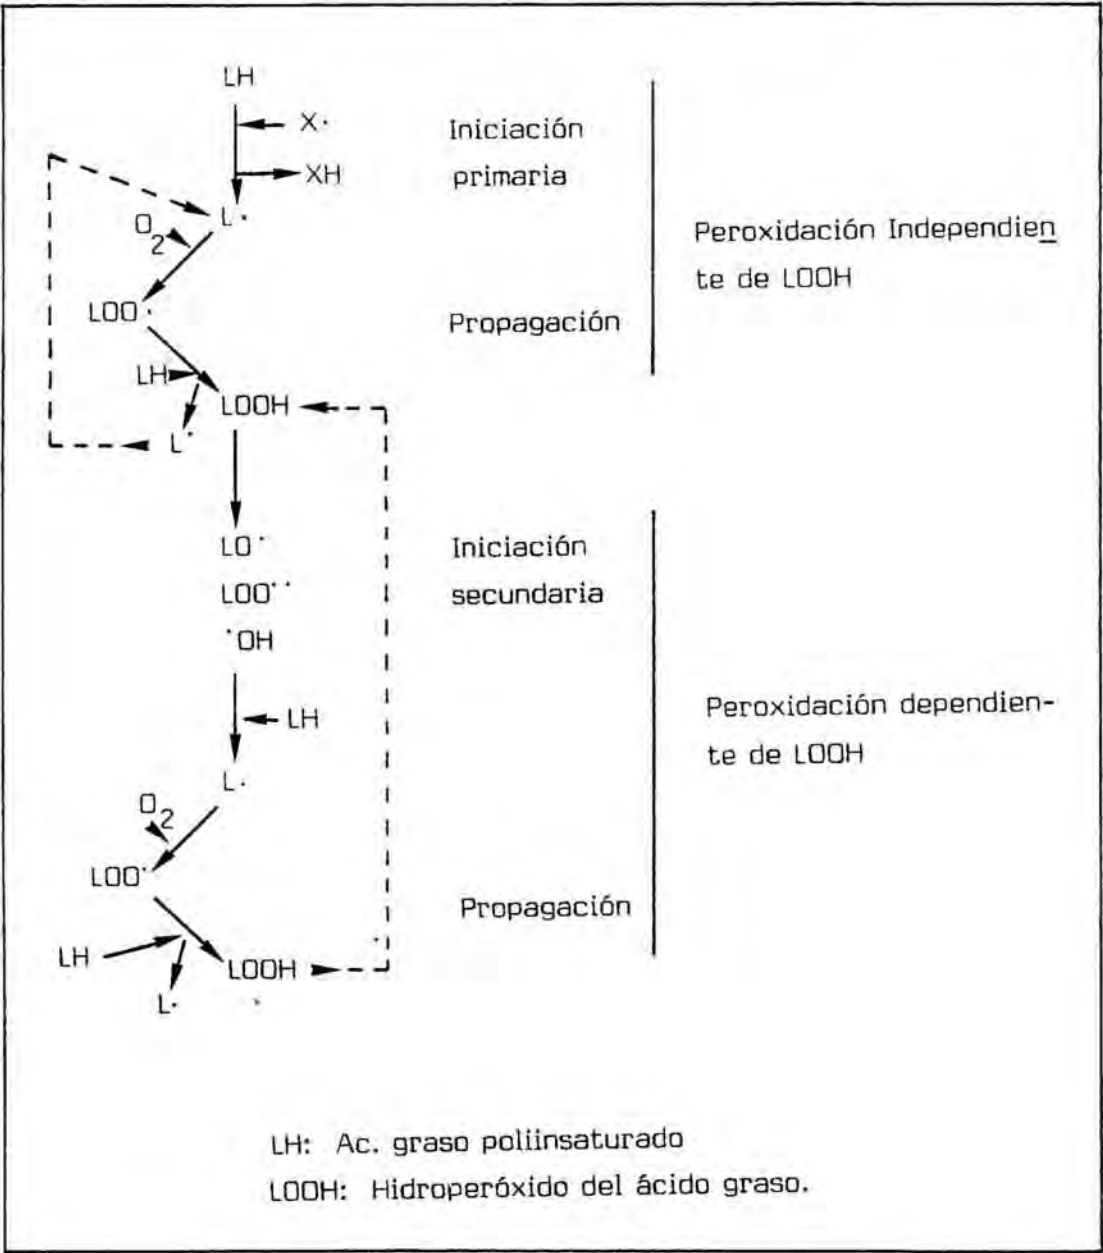 LH
X·
Iniciación
primaria
XH
O2
L·
Peroxidación Independien
te de LOOH
LOO·
Propagación
LH
LOOH
L·
LO·
Iniciación
LOO··
secundaria
·OH
LH
Peroxidación dependien-
te de LOOH
L·
O2
LOO·
Propagación
LH
LOOH
L·
LH: Ac. graso poliinsaturado
LOOH: Hidroperóxido del ácido graso.